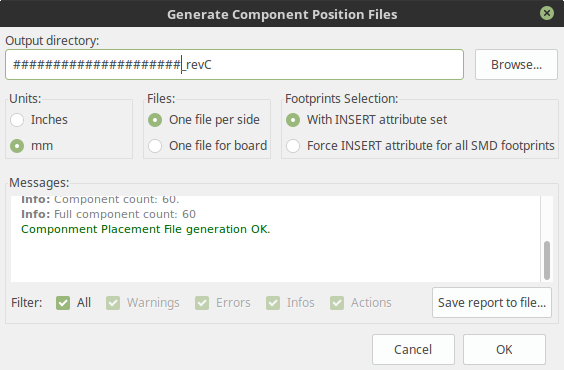 Generate Component Position Files
Output directory:
#####################_revC
Browse...
Units:
Inches
mm
Files:
One file per side
One file for board
Footprints Selection:
With INSERT attribute set
Force INSERT attribute for all SMD footprints
Messages:
Info: Component count: 60.
Info: Full component count: 60
Componment Placement File generation OK.
Filter: All Warnings Errors Infos Actions Save report to file...
Cancel OK